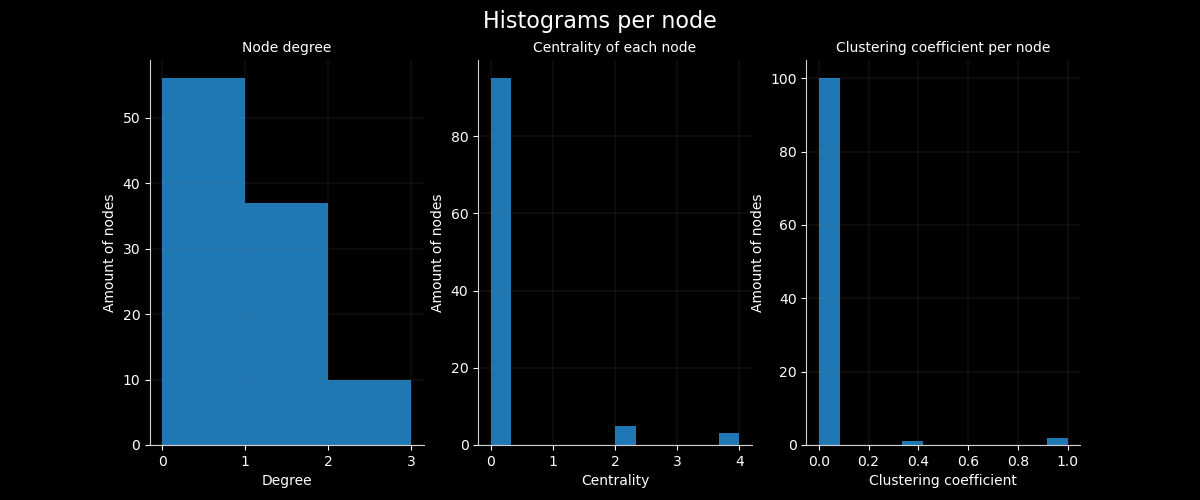 Histograms per node
Node degree
Amount of nodes
50
40
30
20
10
0
0 1 2 3
Degree
Centrality of each node
Amount of nodes
80
60
40
20
0
0 1 2 3 4
Centrality
Clustering coefficient per node
Amount of nodes
100
80
60
40
20
0
0.0 0.2 0.4 0.6 0.8 1.0
Clustering coefficient